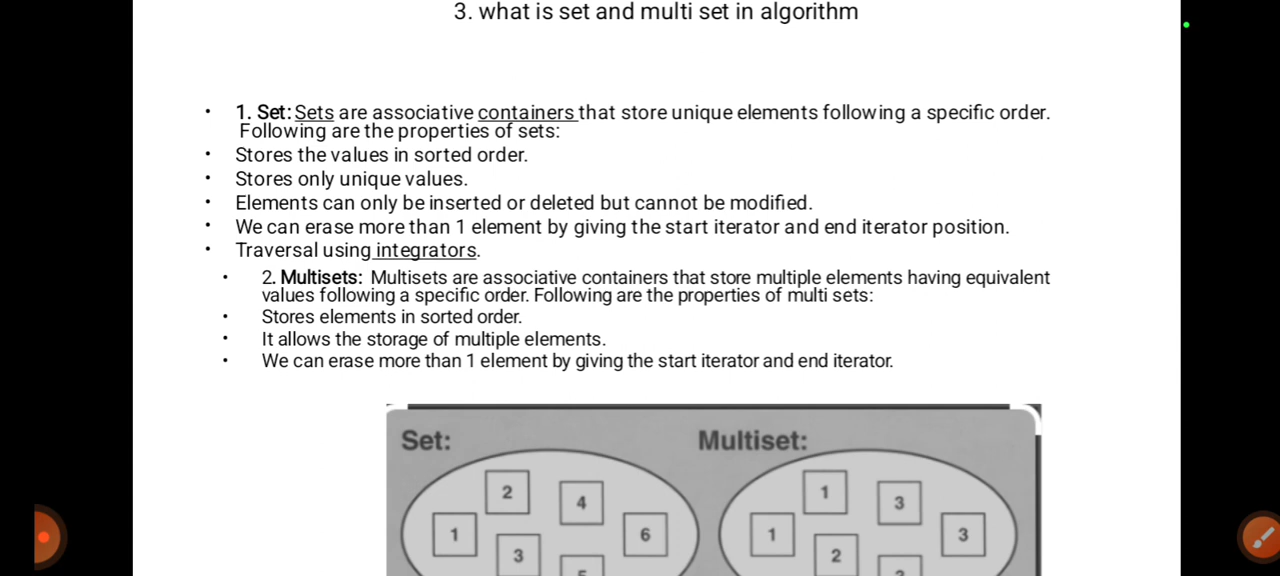 3. what is set and multi set in algorithm
• 1. Set: Sets are associative containers that store unique elements following a specific order.
Following are the properties of sets:
• Stores the values in sorted order.
• Stores only unique values.
• Elements can only be inserted or deleted but cannot be modified.
• We can erase more than 1 element by giving the start iterator and end iterator position.
• Traversal using integrators.
• 2. Multisets: Multisets are associative containers that store multiple elements having equivalent
values following a specific order. Following are the properties of multi sets:
• Stores elements in sorted order.
• It allows the storage of multiple elements.
• We can erase more than 1 element by giving the start iterator and end iterator.
Set:
2
4
1
6
3
Multiset:
1
3
1
3
2